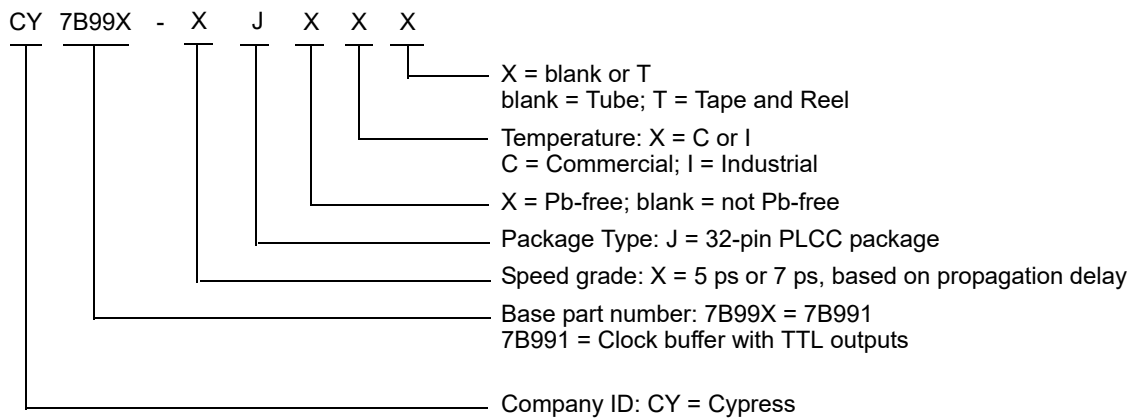 CY 7B99X - X J X X X
X = blank or T
blank = Tube; T = Tape and Reel
Temperature: X = C or I
C = Commercial; I = Industrial
X = Pb-free; blank = not Pb-free
Package Type: J = 32-pin PLCC package
Speed grade: X = 5 ps or 7 ps, based on propagation delay
Base part number: 7B99X = 7B991
7B991 = Clock buffer with TTL outputs
Company ID: CY = Cypress